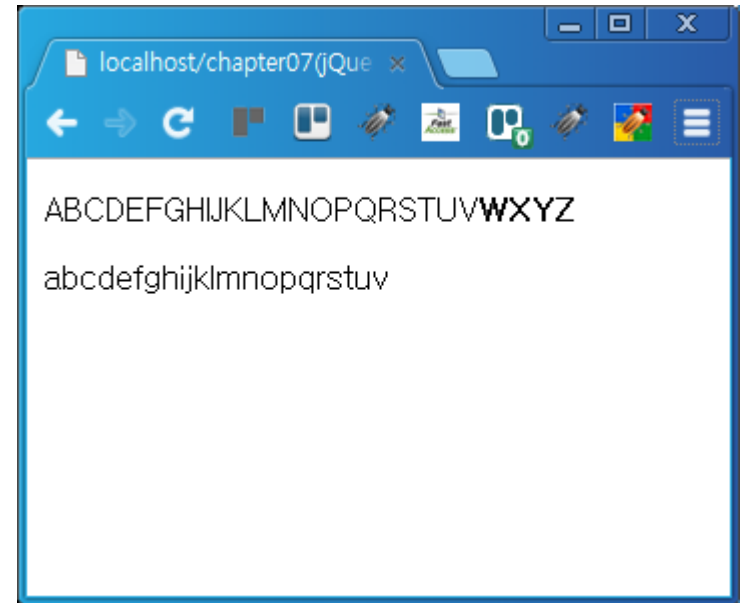 localhost/chapter07(jQue
Fast
Access
0
ABCDEFGHIJKLMNOPQRSTUVWXYZ
abcdefghijklmnopqrstuv